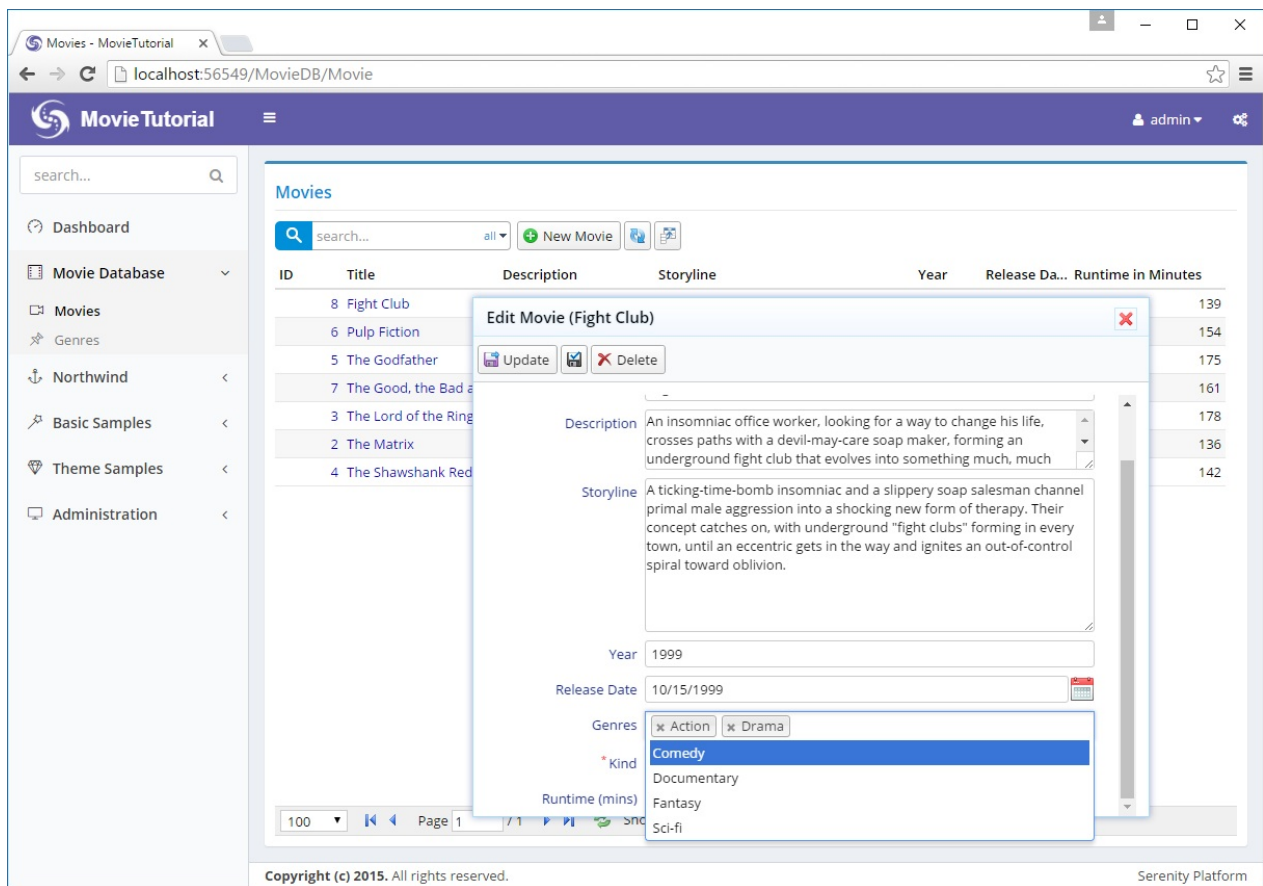 Movies - MovieTutorial
localhost:56549/MovieDB/Movie
MovieTutorial
admin
search...
Dashboard
Movie Database
Movies
Genres
Northwind
Basic Samples
Theme Samples
Administration
Movies
search... all New Movie
ID Title Description Storyline Year Release Da... Runtime in Minutes
8 Fight Club 139
6 Pulp Fiction 154
5 The Godfather 175
7 The Good, the Bad a 161
3 The Lord of the Ring 178
2 The Matrix 136
4 The Shawshank Red 142
Edit Movie (Fight Club)
Update Delete
Description An insomniac office worker, looking for a way to change his life,
crosses paths with a devil-may-care soap maker, forming an
underground fight club that evolves into something much, much
Storyline A ticking-time-bomb insomniac and a slippery soap salesman channel
primal male aggression into a shocking new form of therapy. Their
concept catches on, with underground "fight clubs" forming in every
town, until an eccentric gets in the way and ignites an out-of-control
spiral toward oblivion.
Year 1999
Release Date 10/15/1999
Genres Action Drama
Comedy
*Kind
Documentary
Runtime (mins)
Fantasy
Sci-fi
100 Page 1 / 1
Copyright (c) 2015. All rights reserved.
Serenity Platform